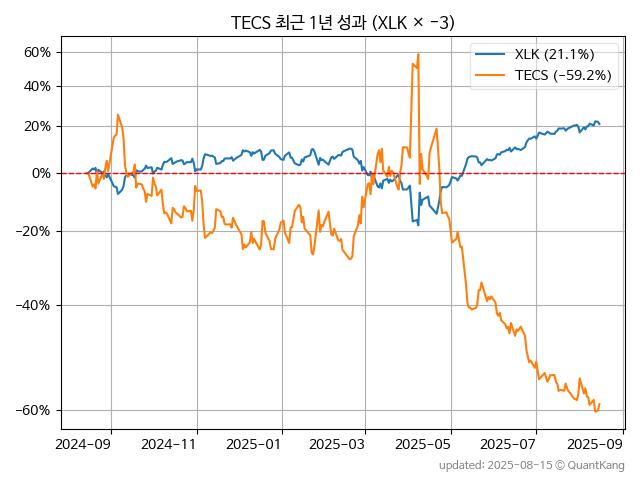 TECS 최근 1년 성과 (XLK × −3)
XLK (21.1%)
TECS (−59.2%)
60%
40%
20%
0%
−20%
−40%
−60%
2024-09 2024-11 2025-01 2025-03 2025-05 2025-07 2025-09
updated: 2025-08-15 © QuantKang